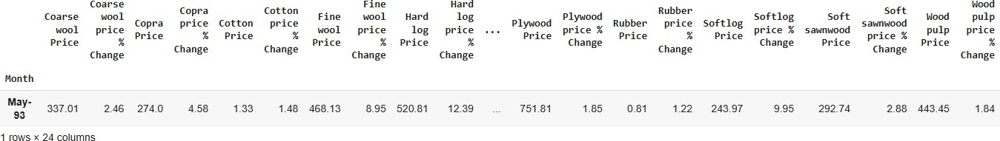 Coarse wool Price Coarse wool price % Change Copra Price Copra price % Change Cotton Price Cotton price % Change Fine wool Price Fine wool price % Change Hard log Price Hard log price % Change ... Plywood Price Plywood price % Change Rubber Price Rubber price % Change Softlog Price Softlog price % Change Soft sawnwood Price Soft sawnwood price % Change Wood pulp Price Wood pulp price % Change
Month
May-93 337.01 2.46 274.0 4.58 1.33 1.48 468.13 8.95 520.81 12.39 ... 751.81 1.85 0.81 1.22 243.97 9.95 292.74 2.88 443.45 1.84
1 rows × 24 columns